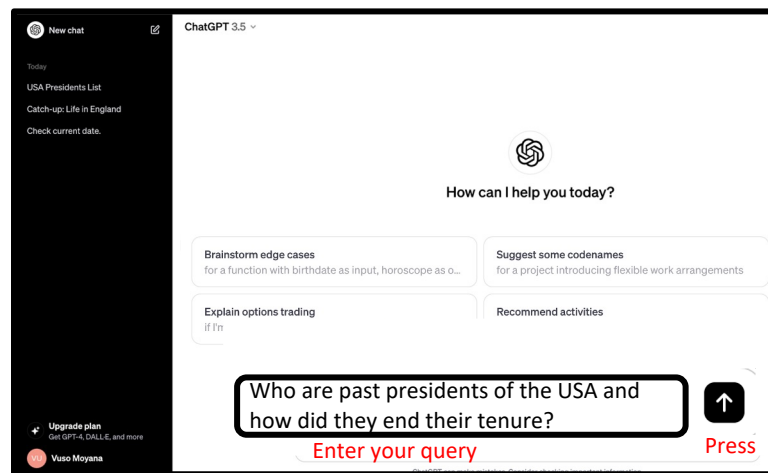 New chat
ChatGPT 3.5
Today
USA Presidents List
Catch-up: Life in England
Check current date.
How can I help you today?
Brainstorm edge cases
for a function with birthdate as input, horoscope as o...
Suggest some codenames
for a project introducing flexible work arrangements
Explain options trading
if I'm
Recommend activities
Who are past presidents of the USA and
how did they end their tenure?
Enter your query
Press
Upgrade plan
Get GPT-4, DALL·E, and more
VU Vuso Moyana